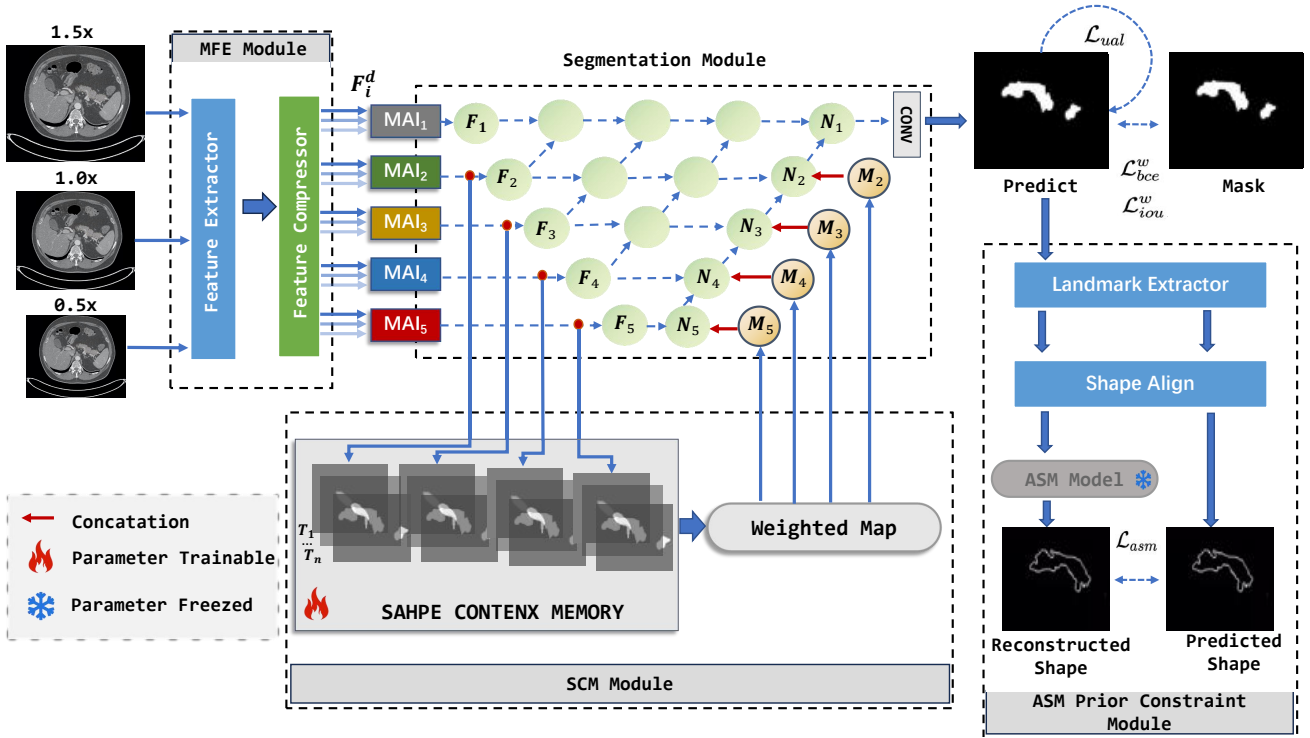 1.5x
1.0x
0.5x
MFE Module
Feature Extractor
Feature Compressor
F_i^d
MAI₁
MAI₂
MAI₃
MAI₄
MAI₅
Segmentation Module
F₁
N₁
CONV
F₂
N₂
M₂
F₃
N₃
M₃
F₄
N₄
M₄
F₅
N₅
M₅
ℒ_ual
Predict
Mask
ℒ_bce^w
ℒ_iou^w
Landmark Extractor
Shape Align
ASM Model
ℒ_asm
Reconstructed
Shape
Predicted
Shape
ASM Prior Constraint
Module
T₁
...
Tₙ
SAHPE CONTENX MEMORY
Weighted Map
SCM Module
Concatation
Parameter Trainable
Parameter Freezed